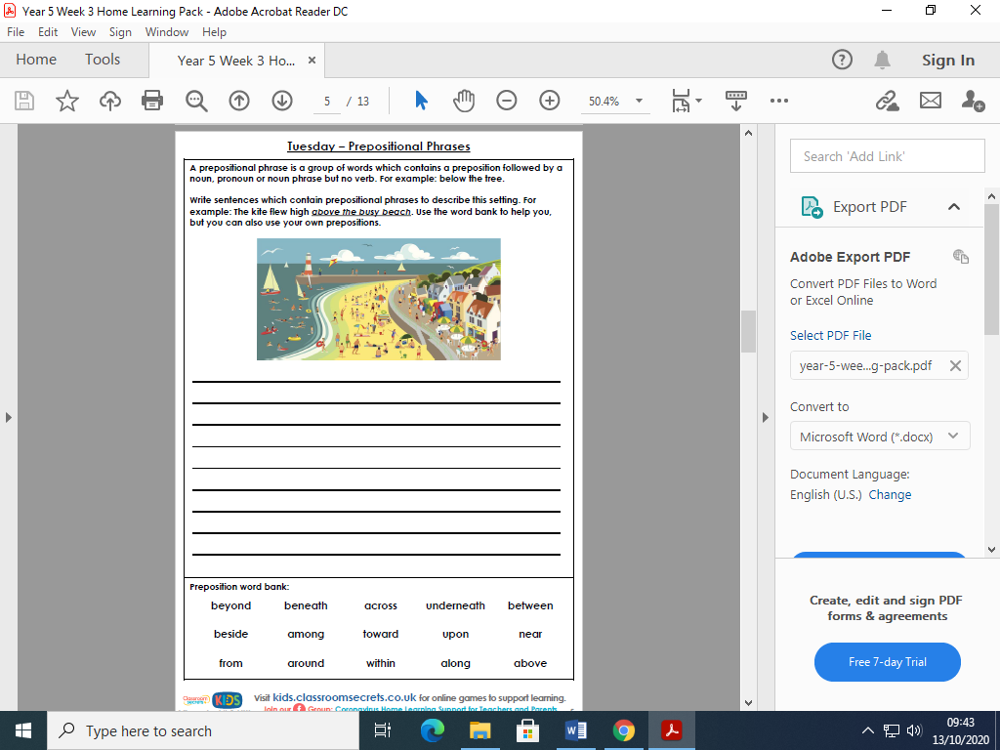 Year 5 Week 3 Home Learning Pack - Adobe Acrobat Reader DC
File Edit View Sign Window Help
Home Tools Year 5 Week 3 Ho... × Sign In
5 / 13 50.4%
Tuesday – Prepositional Phrases
A prepositional phrase is a group of words which contains a preposition followed by a
noun, pronoun or noun phrase but no verb. For example: below the tree.
Write sentences which contain prepositional phrases to describe this setting. For
example: The kite flew high above the busy beach. Use the word bank to help you,
but you can also use your own prepositions.
Preposition word bank:
beyond beneath across underneath between
beside among toward upon near
from around within along above
Classroom Secrets KIDS Visit kids.classroomsecrets.co.uk for online games to support learning.
Join our Group: Coronavirus Home Learning Support for Teachers and Parents
Search 'Add Link'
Export PDF
Adobe Export PDF
Convert PDF Files to Word
or Excel Online
Select PDF File
year-5-wee...g-pack.pdf
Convert to
Microsoft Word (*.docx)
Document Language:
English (U.S.) Change
Create, edit and sign PDF
forms & agreements
Free 7-day Trial
Type here to search
09:43
13/10/2020